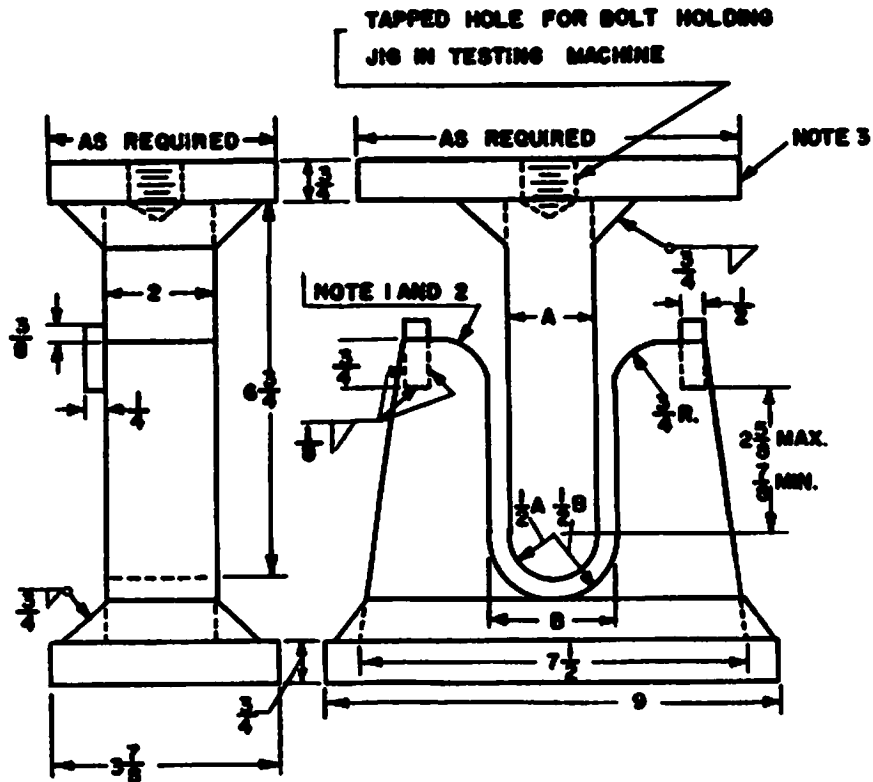 TAPPED HOLE FOR BOLT HOLDING
JIG IN TESTING MACHINE
AS REQUIRED
AS REQUIRED
NOTE 3
3/4
2
NOTE 1 AND 2
A
3/4
1/2
3/8
3/4
6 3/4
1/4
3/4 R.
1/8
2 5/8 MAX.
7/8 MIN.
1/2 A
1/2 B
3/4
B
7 1/2
3/4
9
3 7/8